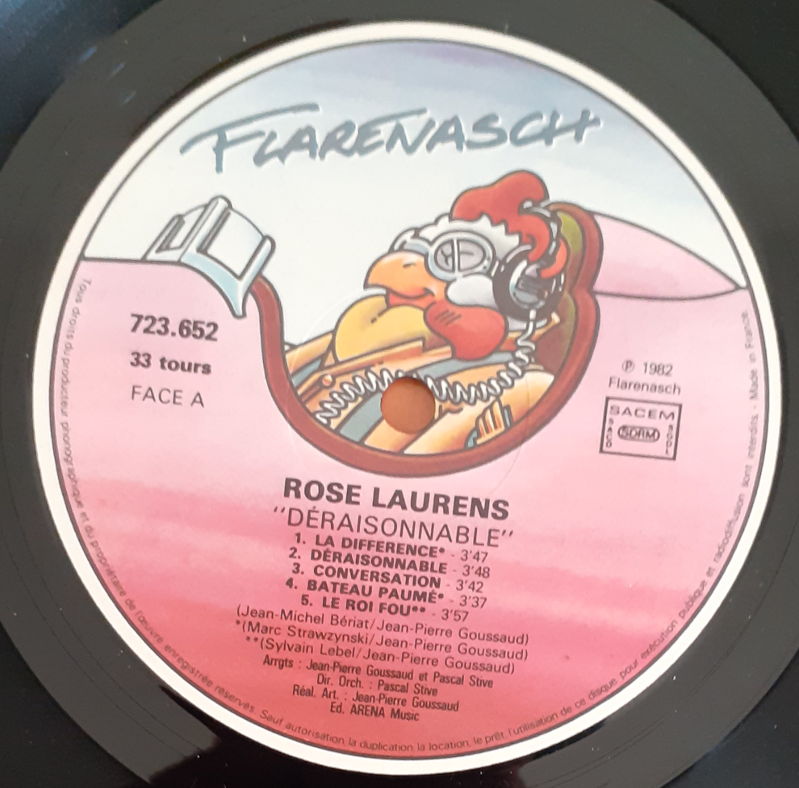 FLARENASCH
723.652
33 tours
FACE A
℗ 1982
Flarenasch
SACEM
SACD
SDRM
SGDL
ROSE LAURENS
"DÉRAISONNABLE"
1. LA DIFFERENCE* - 3'47
2. DÉRAISONNABLE - 3'48
3. CONVERSATION - 3'42
4. BATEAU PAUMÉ* - 3'37
5. LE ROI FOU** - 3'57
(Jean-Michel Bériat/Jean-Pierre Goussaud)
*(Marc Strawzynski/Jean-Pierre Goussaud)
**(Sylvain Lebel/Jean-Pierre Goussaud)
Arrgts : Jean-Pierre Goussaud et Pascal Stive
Dir. Orch. : Pascal Stive
Réal. Art. : Jean-Pierre Goussaud
Ed. ARENA Music
Tous droits du producteur phonographique et du propriétaire de l'œuvre enregistrée réservés. Sauf autorisation, la duplication, la location, le prêt, l'utilisation de ce disque, pour exécution publique et radiodiffusion sont interdits. - Made in France.